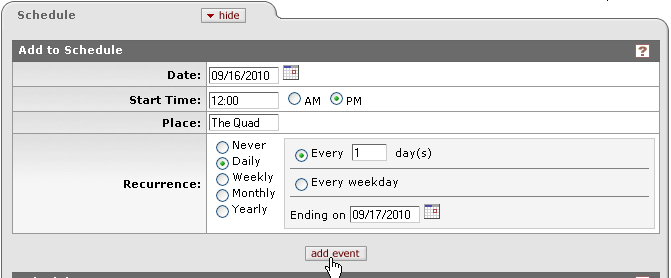 Schedule hide
Add to Schedule ?
Date: 09/16/2010
Start Time: 12:00 AM PM
Place: The Quad
Recurrence:
Never
Daily
Weekly
Monthly
Yearly
Every 1 day(s)
Every weekday
Ending on 09/17/2010
add event